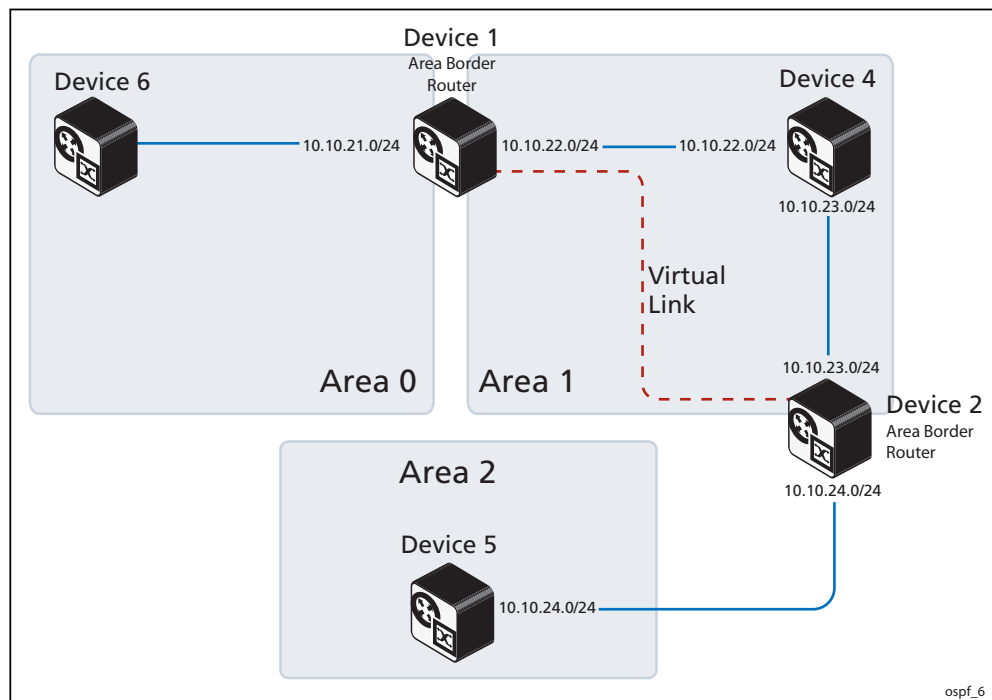 Device 1
Area Border
Router
Device 6
Device 4
10.10.21.0/24
10.10.22.0/24
10.10.22.0/24
10.10.23.0/24
Virtual
Link
10.10.23.0/24
Area 0
Area 1
Device 2
Area Border
Router
Area 2
10.10.24.0/24
Device 5
10.10.24.0/24
ospf_6